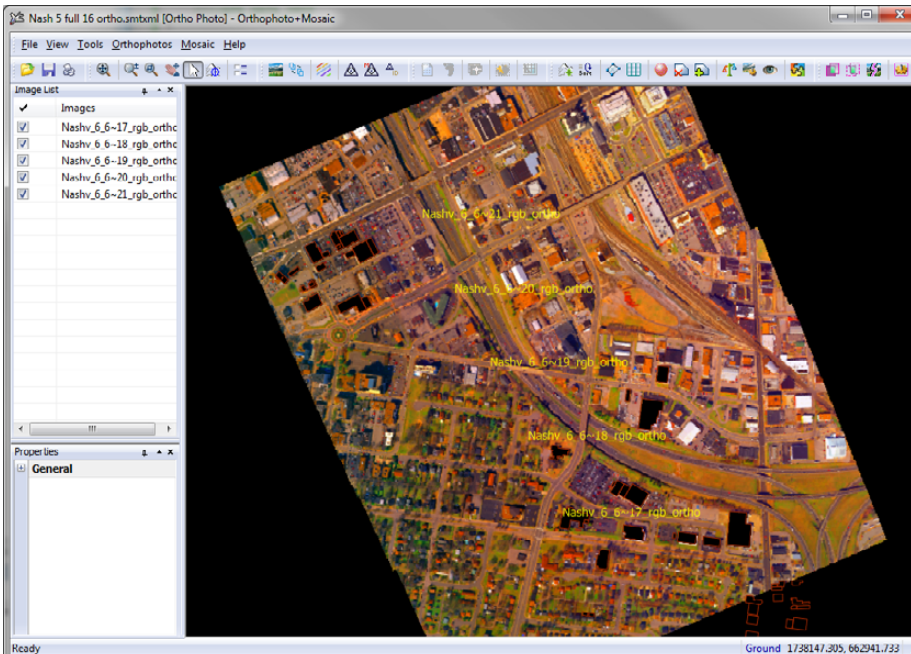 Nash 5 full 16 ortho.smtxml [Ortho Photo] - Orthophoto+Mosaic
File View Tools Orthophotos Mosaic Help
Image List
Images
Nashv_6_6~17_rgb_ortho
Nashv_6_6~18_rgb_ortho
Nashv_6_6~19_rgb_ortho
Nashv_6_6~20_rgb_ortho
Nashv_6_6~21_rgb_ortho
Nashv_6_6~21_rgb_ortho
Nashv_6_6~20_rgb_ortho
Nashv_6_6~19_rgb_ortho
Nashv_6_6~18_rgb_ortho
Nashv_6_6~17_rgb_ortho
Properties
General
Ready
Ground 1738147.305, 662941.733